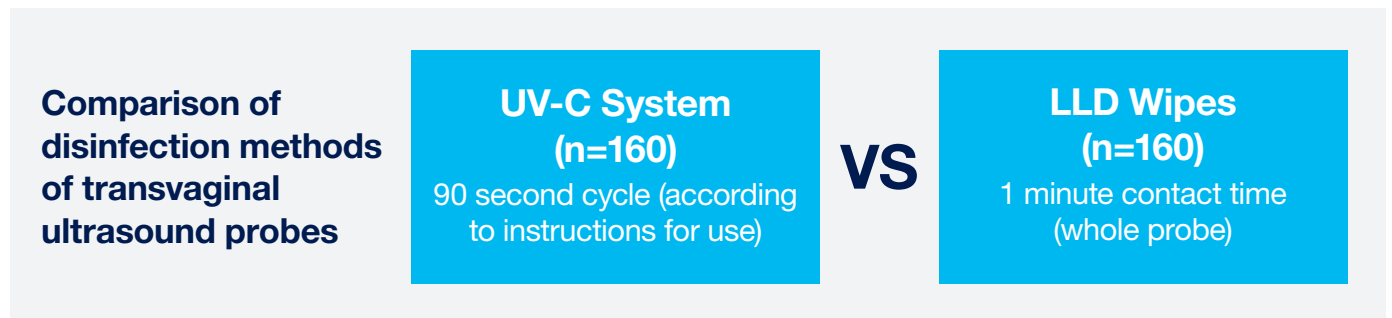 Comparison of
disinfection methods
of transvaginal
ultrasound probes
UV-C System
(n=160)
90 second cycle (according
to instructions for use)
VS
LLD Wipes
(n=160)
1 minute contact time
(whole probe)